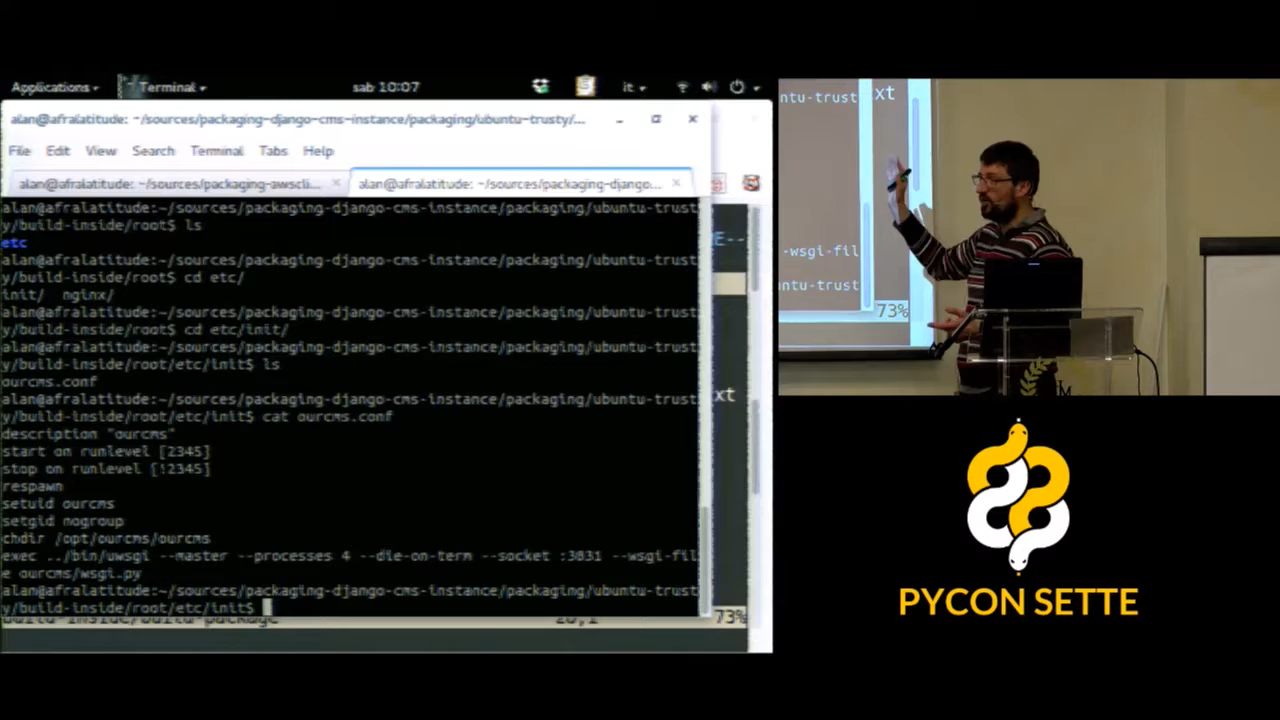 Applications
Terminal
sab 10:07
it
alan@afralatitude: ~/sources/packaging-django-cms-instance/packaging/ubuntu-trusty/...
File Edit View Search Terminal Tabs Help
alan@afralatitude: ~/sources/packaging-awscli...
alan@afralatitude: ~/sources/packaging-django...
alan@afralatitude:~/sources/packaging-django-cms-instance/packaging/ubuntu-trust
y/build-inside/root$ ls
etc
alan@afralatitude:~/sources/packaging-django-cms-instance/packaging/ubuntu-trust
y/build-inside/root$ cd etc/
init/ nginx/
alan@afralatitude:~/sources/packaging-django-cms-instance/packaging/ubuntu-trust
y/build-inside/root$ cd etc/init/
alan@afralatitude:~/sources/packaging-django-cms-instance/packaging/ubuntu-trust
y/build-inside/root/etc/init$ ls
ourcms.conf
alan@afralatitude:~/sources/packaging-django-cms-instance/packaging/ubuntu-trust
y/build-inside/root/etc/init$ cat ourcms.conf
description "ourcms"
start on runlevel [2345]
stop on runlevel [!2345]
respawn
setuid ourcms
setgid nogroup
chdir /opt/ourcms/ourcms
exec ../bin/uwsgi --master --processes 4 --die-on-term --socket :3031 --wsgi-fil
e ourcms/wsgi.py
alan@afralatitude:~/sources/packaging-django-cms-instance/packaging/ubuntu-trust
y/build-inside/root/etc/init$
build-inside/build-package
73%
E--
xt
untu-trust
xt
-wsgi-fil
untu-trust
73%
M
PYCON SETTE